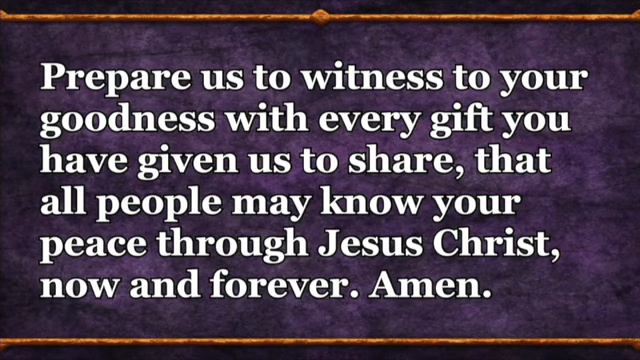 Prepare us to witness to your
goodness with every gift you
have given us to share, that
all people may know your
peace through Jesus Christ,
now and forever. Amen.